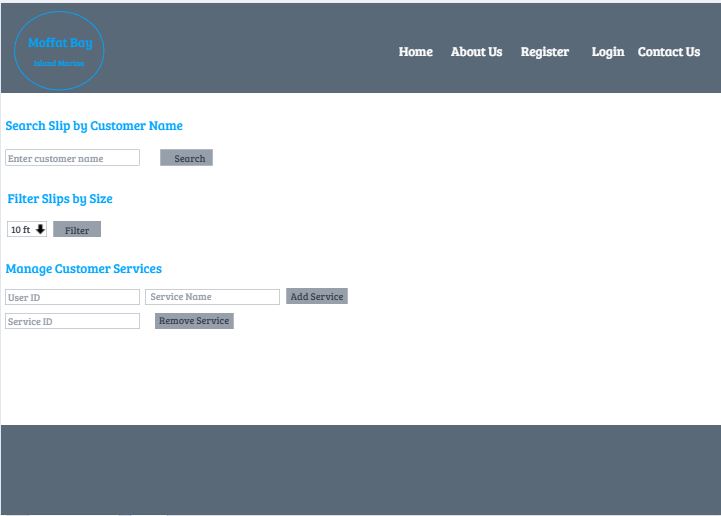 Moffat Bay
Island Marina
Home About Us Register Login Contact Us
Search Slip by Customer Name
Enter customer name Search
Filter Slips by Size
10 ft Filter
Manage Customer Services
User ID Service Name Add Service
Service ID Remove Service